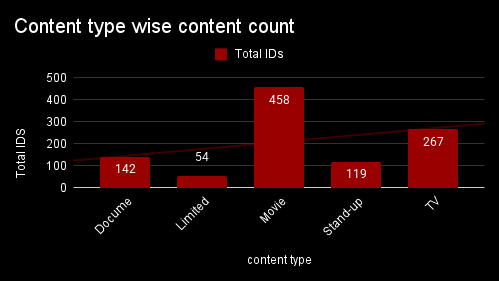 Content type wise content count
Total IDs
Total IDS
500
400
300
200
100
0
142
54
458
119
267
Docume
Limited
Movie
Stand-up
TV
content type